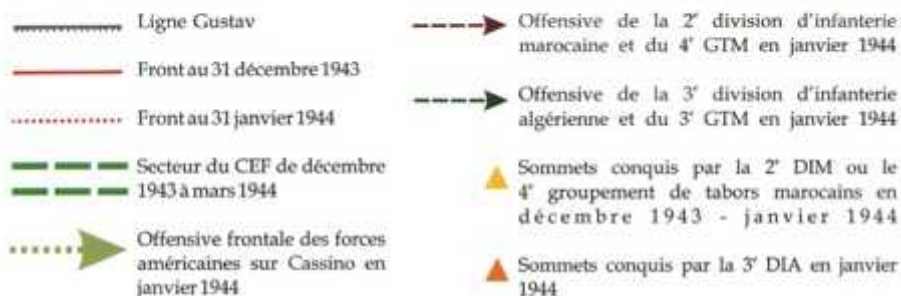 Ligne Gustav
Front au 31 décembre 1943
Front au 31 janvier 1944
Secteur du CEF de décembre
1943 à mars 1944
Offensive frontale des forces
américaines sur Cassino en
janvier 1944
Offensive de la 2e division d'infanterie
marocaine et du 4e GTM en janvier 1944
Offensive de la 3e division d'infanterie
algérienne et du 3e GTM en janvier 1944
Sommets conquis par la 2e DIM ou le
4e groupement de tabors marocains en
décembre 1943 - janvier 1944
Sommets conquis par la 3e DIA en janvier
1944